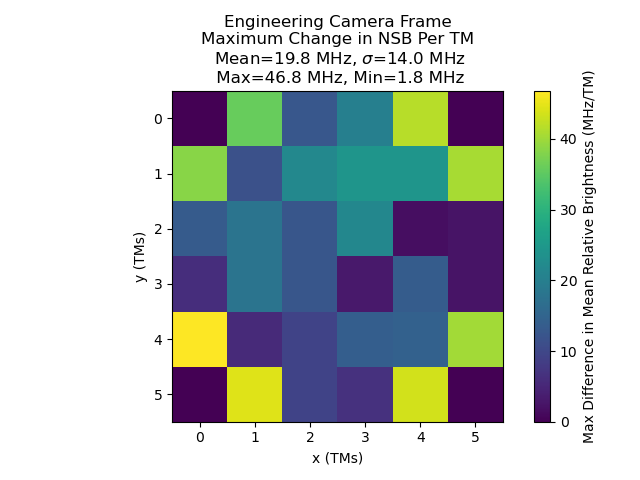 Engineering Camera Frame
Maximum Change in NSB Per TM
Mean=19.8 MHz, σ=14.0 MHz
Max=46.8 MHz, Min=1.8 MHz
0
1
2
3
4
5
y (TMs)
0 1 2 3 4 5
x (TMs)
40
30
20
10
0
Max Difference in Mean Relative Brightness (MHz/TM)